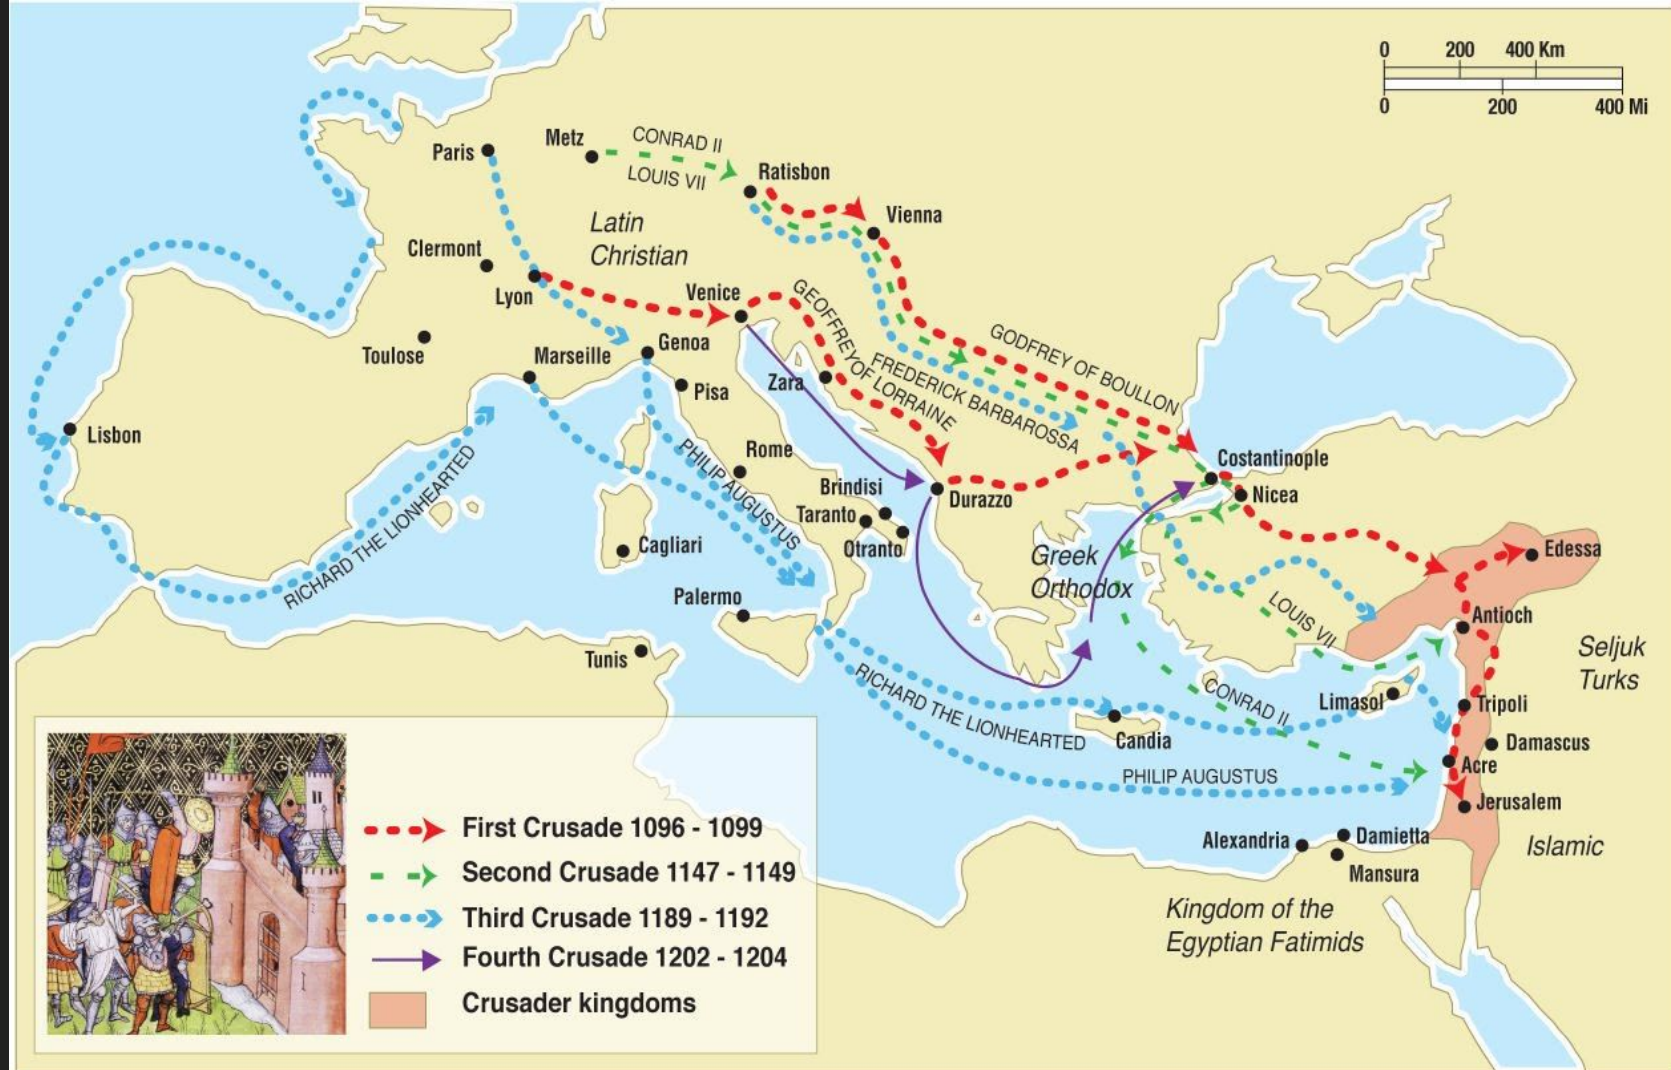 0 200 400 Km
0 200 400 Mi
Metz
CONRAD II
LOUIS VII
Paris
Ratisbon
Vienna
Latin
Christian
Clermont
Lyon
Venice
GEOFFREY OF LORRAINE
GODFREY OF BOULLON
FREDERICK BARBAROSSA
Toulose
Marseille
Genoa
Pisa
Zara
Lisbon
Rome
PHILIP AUGUSTUS
RICHARD THE LIONHEARTED
Brindisi
Taranto
Otranto
Durazzo
Costantinople
Nicea
Cagliari
Greek
Orthodox
Edessa
Palermo
LOUIS VII
Antioch
Tunis
Seljuk
Turks
RICHARD THE LIONHEARTED
CONRAD II
Limasol
Tripoli
Candia
Damascus
PHILIP AUGUSTUS
Acre
Jerusalem
Alexandria
Damietta
Mansura
Islamic
Kingdom of the
Egyptian Fatimids
First Crusade 1096 - 1099
Second Crusade 1147 - 1149
Third Crusade 1189 - 1192
Fourth Crusade 1202 - 1204
Crusader kingdoms